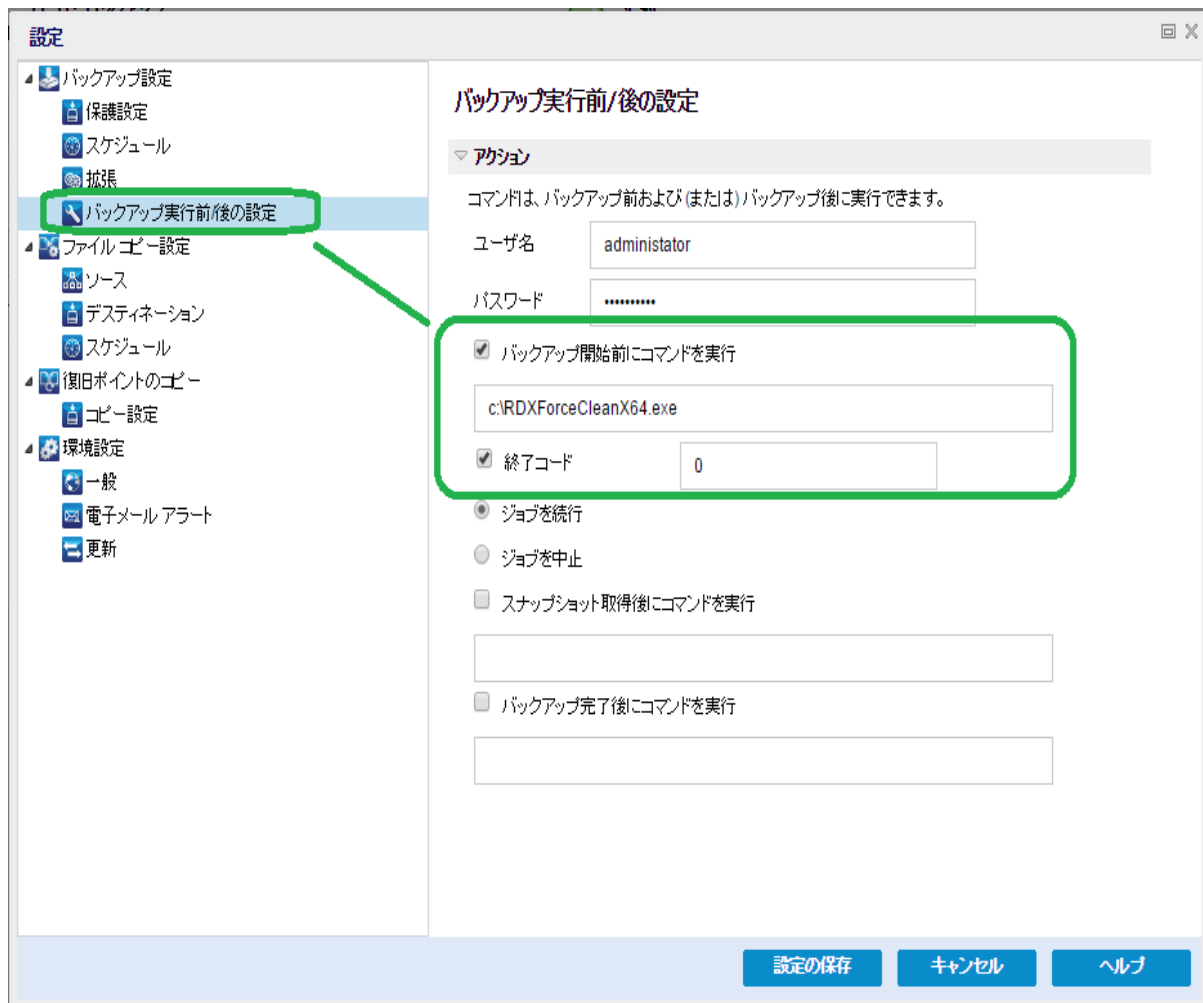 設定
バックアップ設定
保護設定
スケジュール
拡張
バックアップ実行前/後の設定
ファイル コピー設定
ソース
デスティネーション
スケジュール
復旧ポイントのコピー
コピー設定
環境設定
一般
電子メール アラート
更新
バックアップ実行前/後の設定
アクション
コマンドは、バックアップ前および (または) バックアップ後に実行できます。
ユーザ名 administator
パスワード ••••••••••
バックアップ開始前にコマンドを実行
c:\RDXForceCleanX64.exe
終了コード 0
ジョブを続行
ジョブを中止
スナップショット取得後にコマンドを実行
バックアップ完了後にコマンドを実行
設定の保存 キャンセル ヘルプ